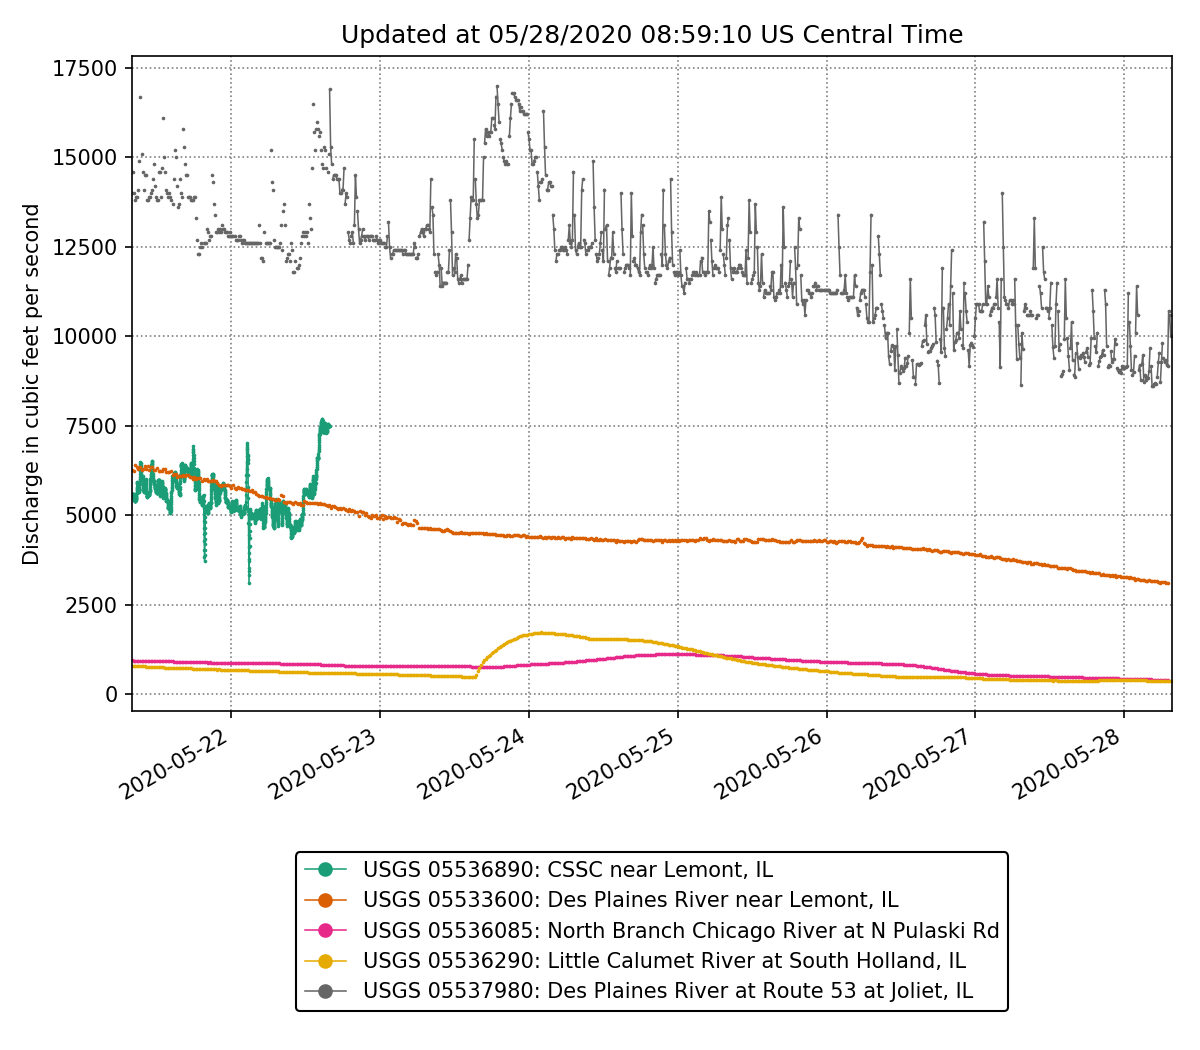 Updated at 05/28/2020 08:59:10 US Central Time
Discharge in cubic feet per second
17500
15000
12500
10000
7500
5000
2500
0
2020-05-22
2020-05-23
2020-05-24
2020-05-25
2020-05-26
2020-05-27
2020-05-28
USGS 05536890: CSSC near Lemont, IL
USGS 05533600: Des Plaines River near Lemont, IL
USGS 05536085: North Branch Chicago River at N Pulaski Rd
USGS 05536290: Little Calumet River at South Holland, IL
USGS 05537980: Des Plaines River at Route 53 at Joliet, IL